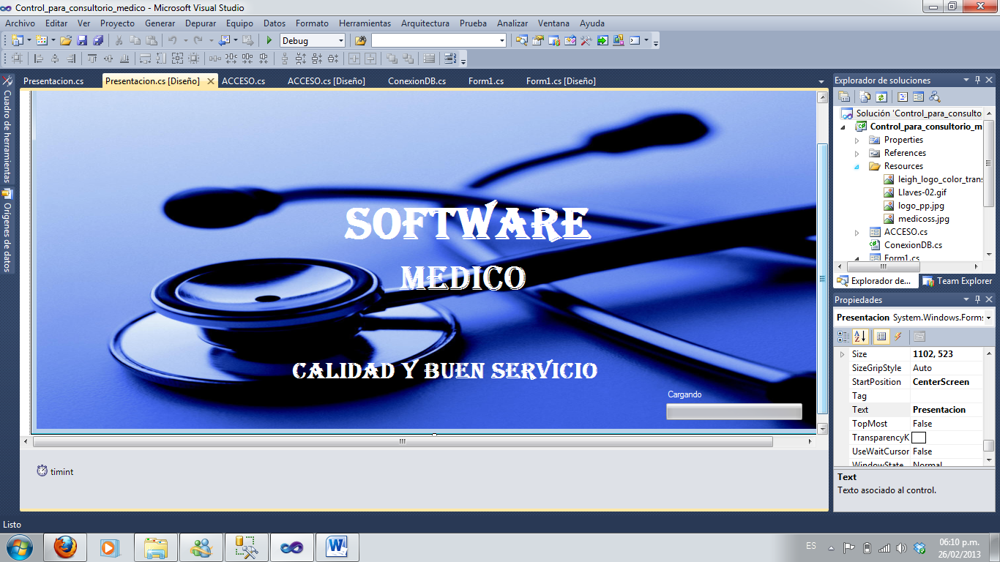 Control_para_consultorio_medico - Microsoft Visual Studio
Archivo Editar Ver Proyecto Generar Depurar Equipo Datos Formato Herramientas Arquitectura Prueba Analizar Ventana Ayuda
Debug
Presentacion.cs Presentacion.cs [Diseño] ACCESO.cs ACCESO.cs [Diseño] ConexionDB.cs Form1.cs Form1.cs [Diseño]
Cuadro de herramientas
Orígenes de datos
SOFTWARE
MEDICO
CALIDAD Y BUEN SERVICIO
Cargando
timint
Explorador de soluciones
Solución 'Control_para_consulto
Control_para_consultorio_m
Properties
References
Resources
leigh_logo_color_trans
Llaves-02.gif
logo_pp.jpg
medicoss.jpg
ACCESO.cs
ConexionDB.cs
Form1.cs
Explorador de... Team Explorer
Propiedades
Presentacion System.Windows.Forms
Size 1102, 523
SizeGripStyle Auto
StartPosition CenterScreen
Tag
Text Presentacion
TopMost False
TransparencyK
UseWaitCursor False
WindowState Normal
Text
Texto asociado al control.
Listo
ES 06:10 p.m.
26/02/2013